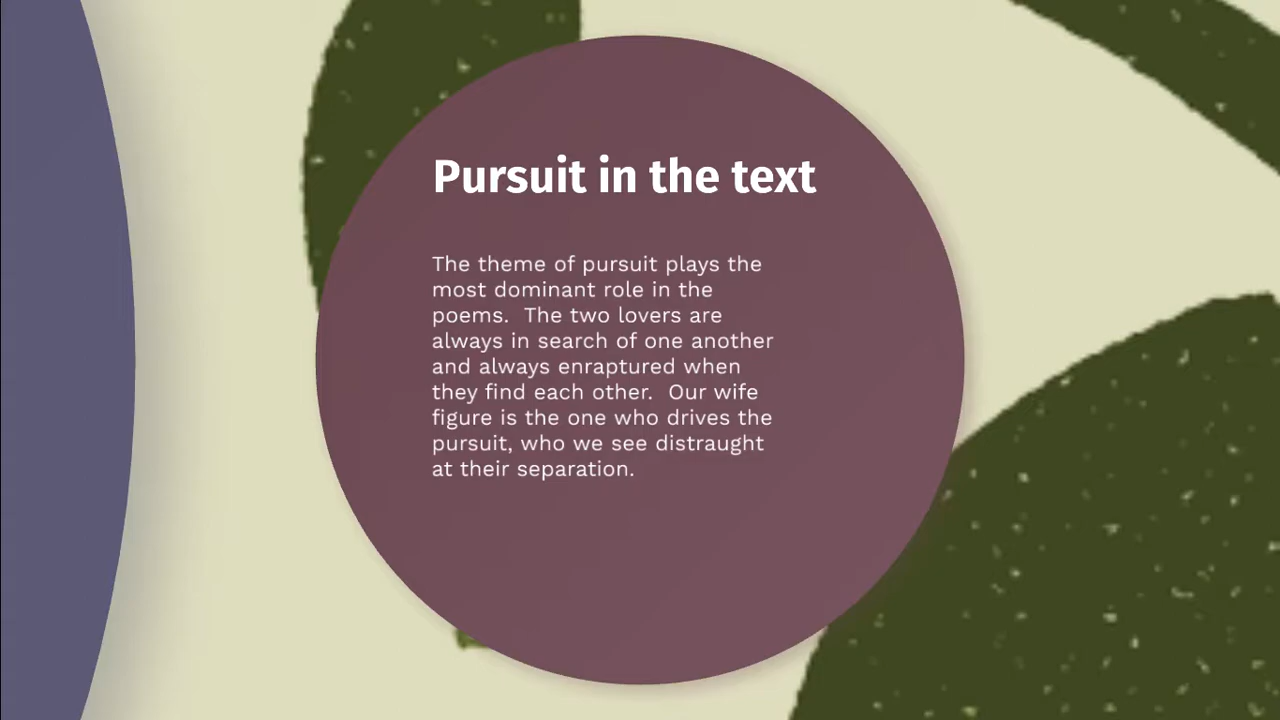 Pursuit in the text
The theme of pursuit plays the
most dominant role in the
poems.  The two lovers are
always in search of one another
and always enraptured when
they find each other.  Our wife
figure is the one who drives the
pursuit, who we see distraught
at their separation.